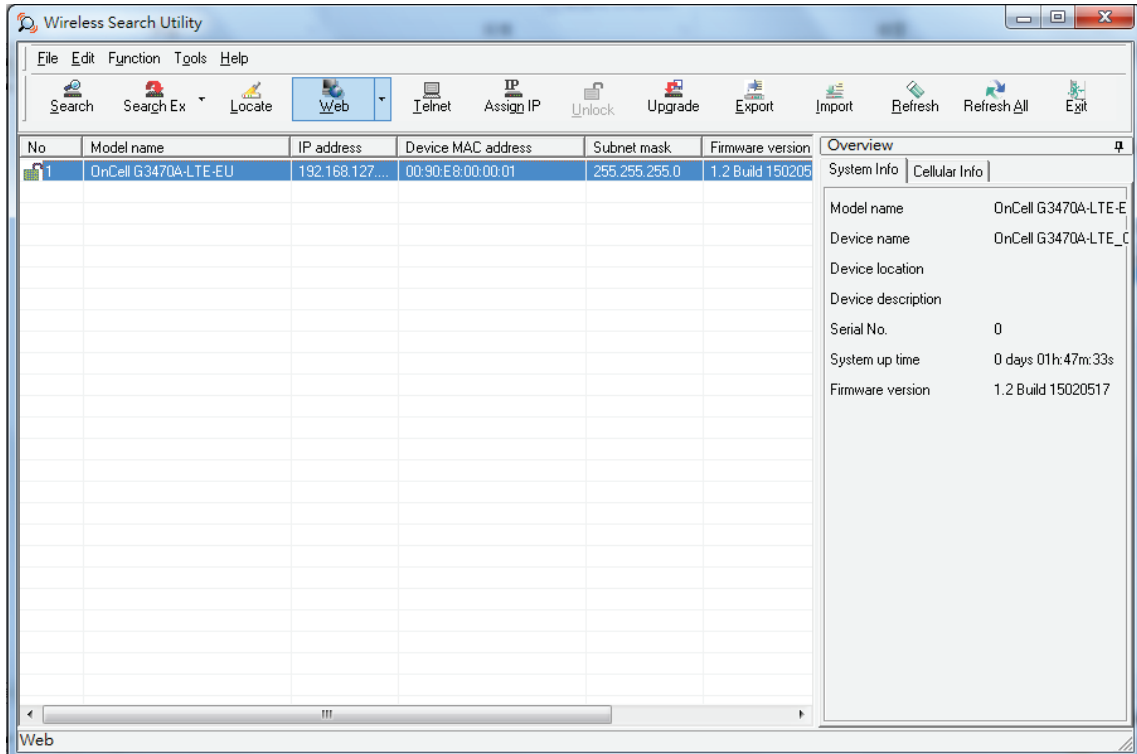 Wireless Search Utility
File Edit Function Tools Help
Search Search Ex Locate Web Telnet Assign IP Unlock Upgrade Export Import Refresh Refresh All Exit
No Model name IP address Device MAC address Subnet mask Firmware version
1 OnCell G3470A-LTE-EU 192.168.127.... 00:90:E8:00:00:01 255.255.255.0 1.2 Build 150205
Overview
System Info Cellular Info
Model name OnCell G3470A-LTE-E
Device name OnCell G3470A-LTE_
Device location
Device description
Serial No. 0
System up time 0 days 01h:47m:33s
Firmware version 1.2 Build 15020517
Web